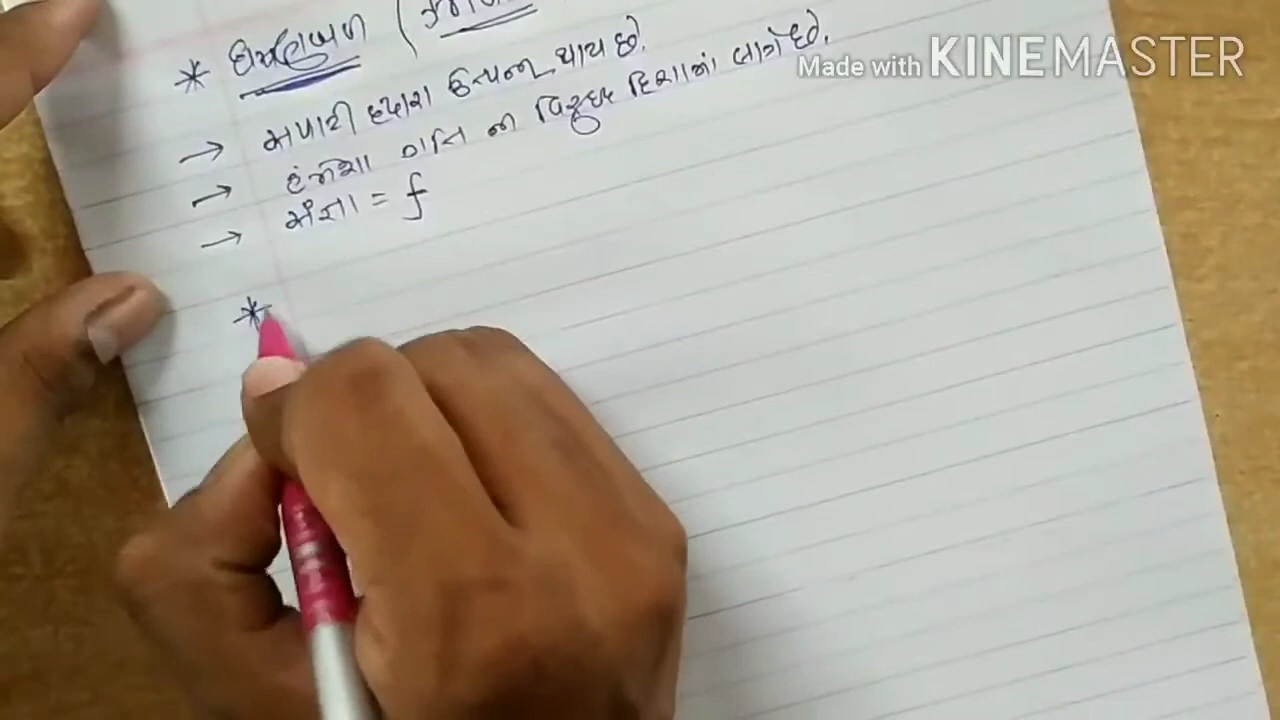 * ઘર્ષણબળ (
Made with KINEMASTER
→ સપાટી દ્વારા ઉત્પન્ન થાય છે.
→ હંમેશા ગતિ ની વિરુધ્ધ દિશામાં લાગે છે.
→ સંજ્ઞા = f
*